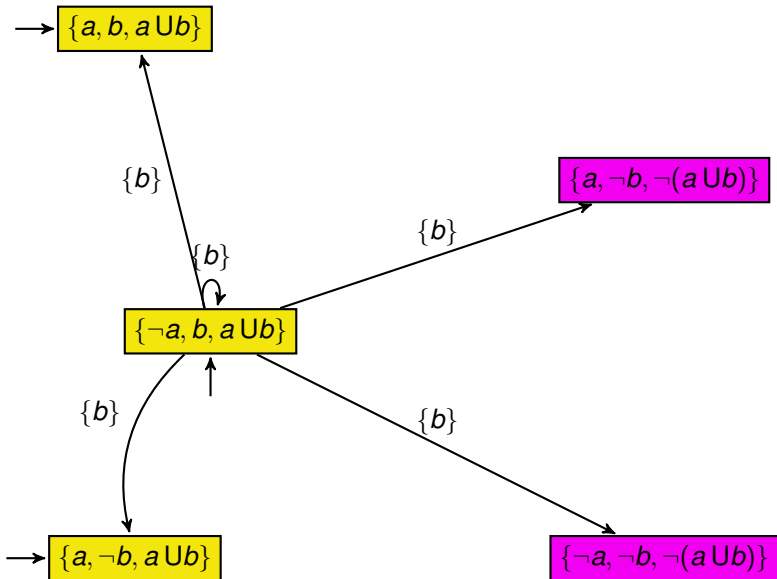 {a, b, a U b}
{b}
{a, ¬b, ¬(a U b)}
{b}
{b}
{¬a, b, a U b}
{b}
{b}
{a, ¬b, a U b}
{¬a, ¬b, ¬(a U b)}